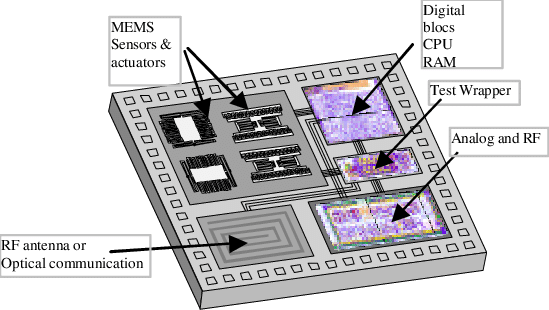 MEMS
Sensors &
actuators
Digital
blocs
CPU
RAM
Test Wrapper
Analog and RF
RF antenna or
Optical communication